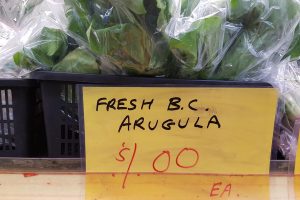 FRESH B.C.
ARUGULA
$1.00
EA.